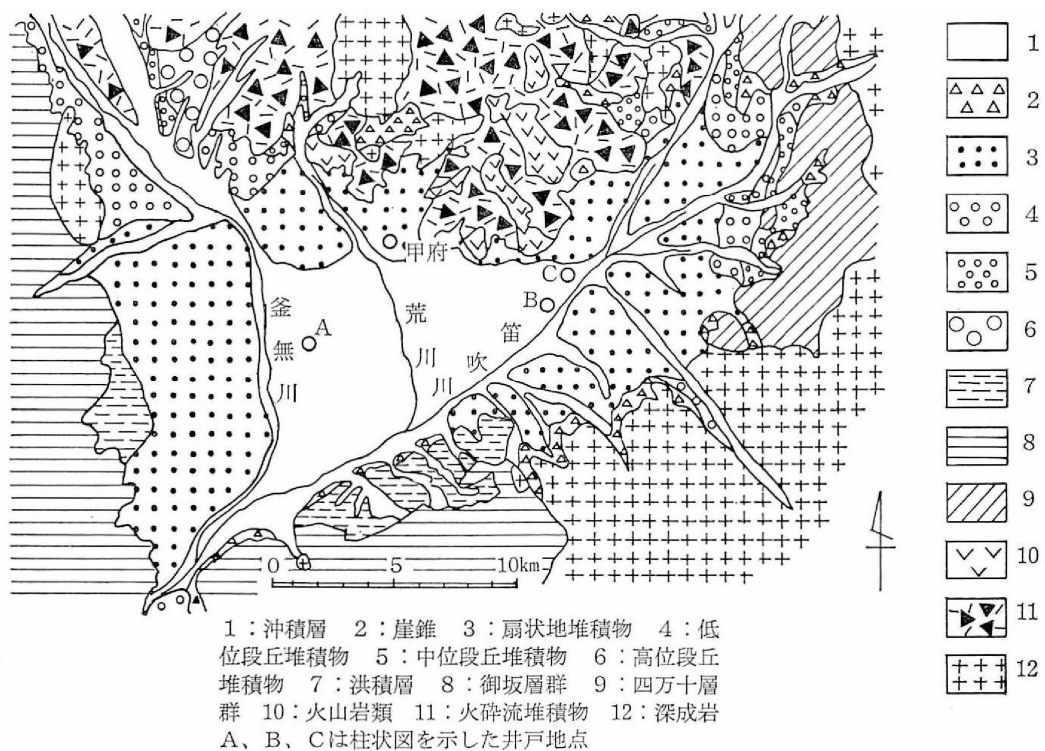 1
2
3
4
5
6
7
8
9
10
11
12
甲府
C
B
A
釜無川
荒川
笛吹川
0 5 10km
1：沖積層 2：崖錐 3：扇状地堆積物 4：低
位段丘堆積物 5：中位段丘堆積物 6：高位段丘
堆積物 7：洪積層 8：御坂層群 9：四万十層
群 10：火山岩類 11：火砕流堆積物 12：深成岩
A、B、Cは柱状図を示した井戸地点